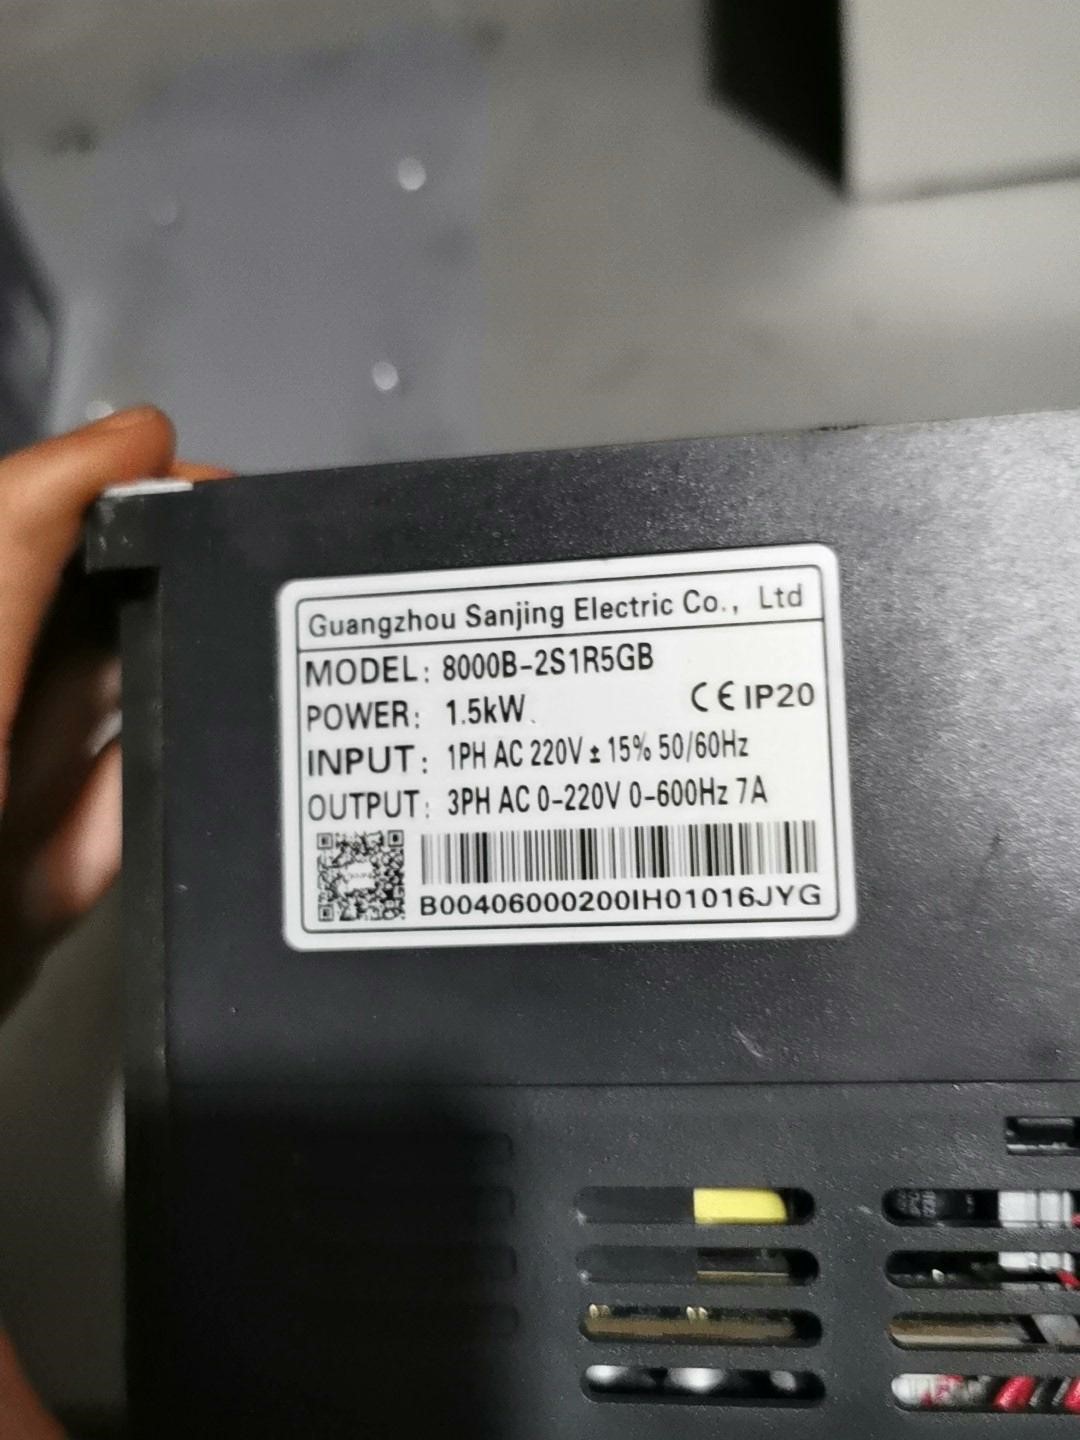 Guangzhou Sanjing Electric Co., Ltd
MODEL: 8000B-2S1R5GB
POWER: 1.5kW
CE IP20
INPUT: 1PH AC 220V ± 15% 50/60Hz
OUTPUT: 3PH AC 0-220V 0-600Hz 7A
B00406000200IH01016JYG